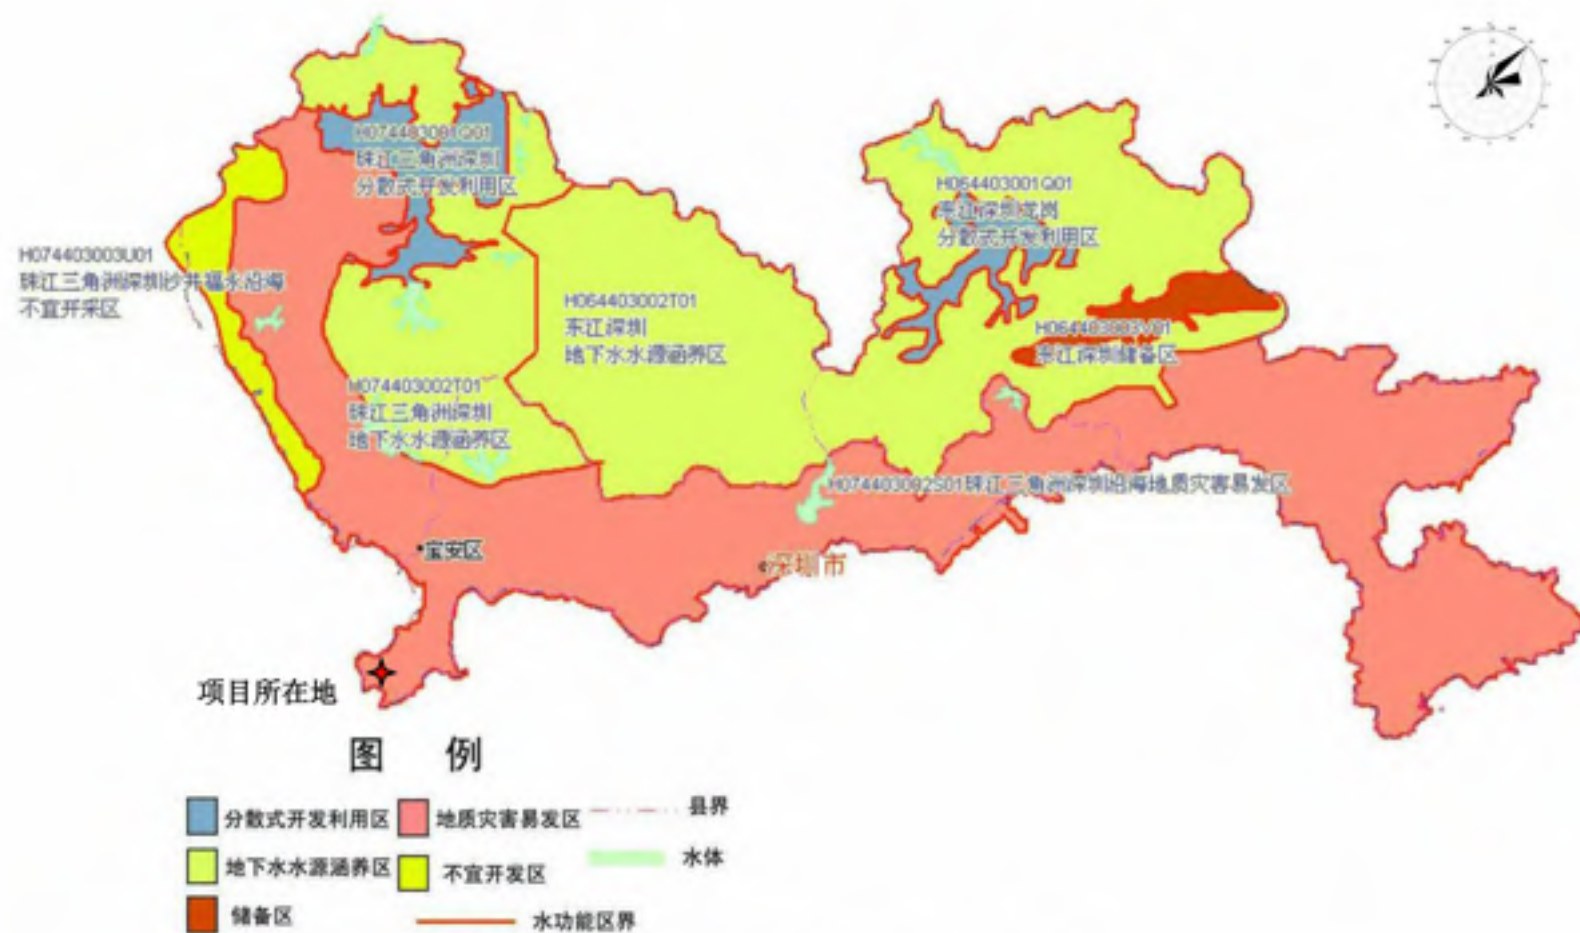 H074403001Q01
珠江三角洲深圳
分散式开发利用区
H064403001Q01
东江深圳龙岗
分散式开发利用区
H074403003U01
珠江三角洲深圳沙井福永沿海
不宜开采区
H064403002T01
东江深圳
地下水水源涵养区
H064403003V01
东江深圳储备区
H074403002T01
珠江三角洲深圳
地下水水源涵养区
H074403002S01珠江三角洲深圳沿海地质灾害易发区
宝安区
深圳市
项目所在地
图 例
分散式开发利用区
地质灾害易发区
县界
地下水水源涵养区
不宜开发区
水体
储备区
水功能区界